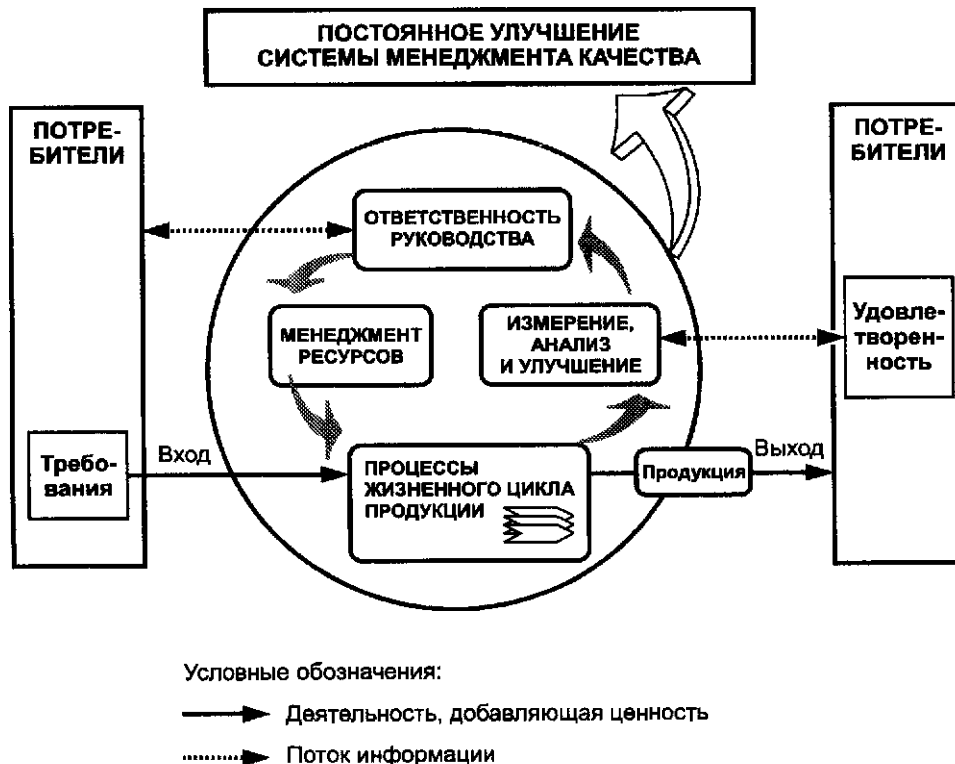 ПОСТОЯННОЕ УЛУЧШЕНИЕ
СИСТЕМЫ МЕНЕДЖМЕНТА КАЧЕСТВА
ПОТРЕ-
БИТЕЛИ
ПОТРЕ-
БИТЕЛИ
ОТВЕТСТВЕННОСТЬ
РУКОВОДСТВА
МЕНЕДЖМЕНТ
РЕСУРСОВ
ИЗМЕРЕНИЕ,
АНАЛИЗ
И УЛУЧШЕНИЕ
Удовле-
творен-
ность
Требо-
вания
Вход
ПРОЦЕССЫ
ЖИЗНЕННОГО ЦИКЛА
ПРОДУКЦИИ
Продукция
Выход
Условные обозначения:
Деятельность, добавляющая ценность
Поток информации